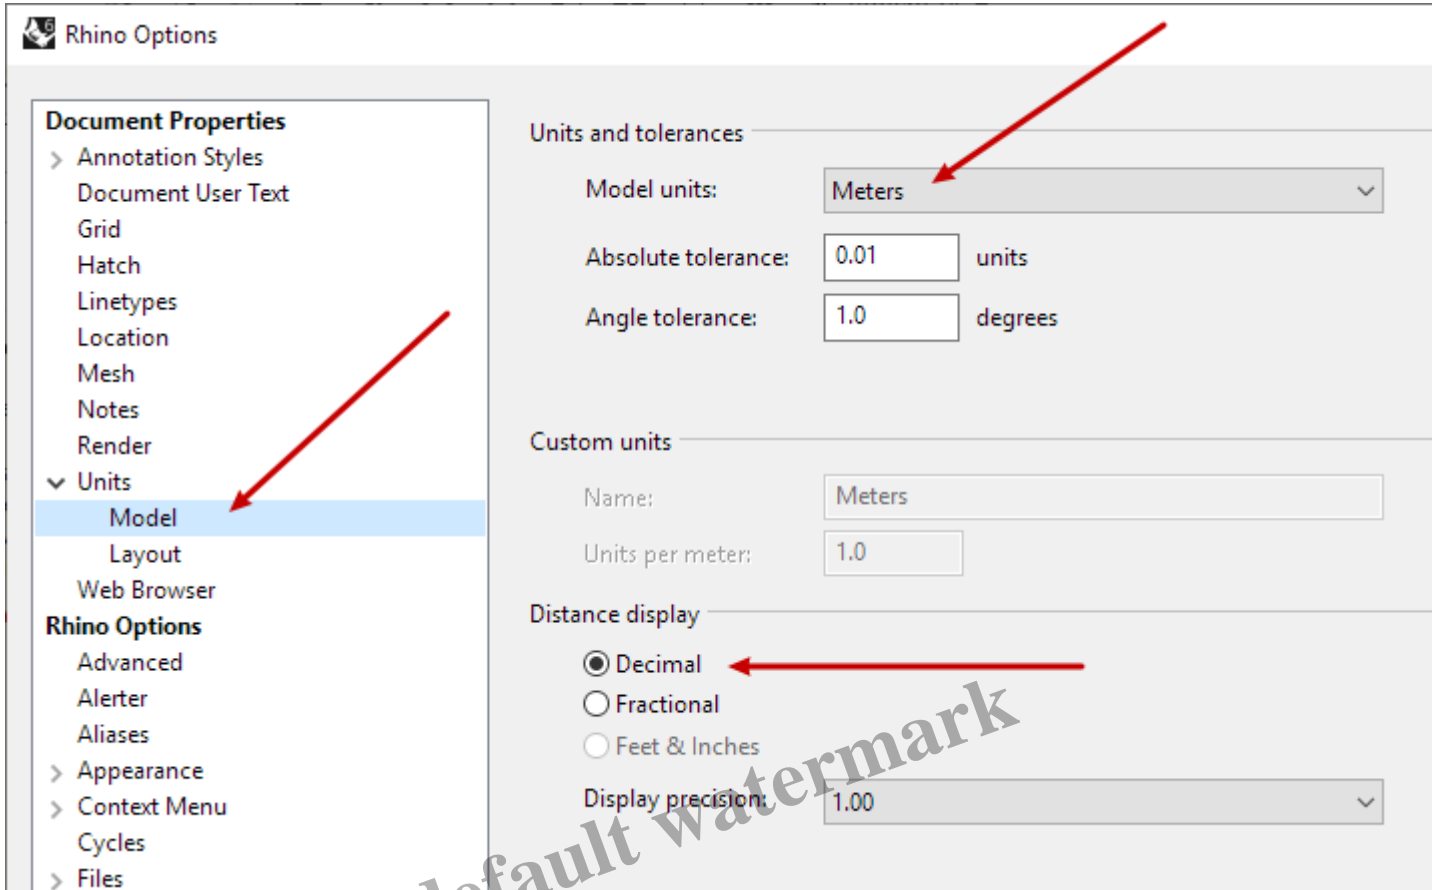 Rhino Options
Document Properties
Annotation Styles
Document User Text
Grid
Hatch
Linetypes
Location
Mesh
Notes
Render
Units
Model
Layout
Web Browser
Rhino Options
Advanced
Alerter
Aliases
Appearance
Context Menu
Cycles
Files
Units and tolerances
Model units: Meters
Absolute tolerance: 0.01 units
Angle tolerance: 1.0 degrees
Custom units
Name: Meters
Units per meter: 1.0
Distance display
Decimal
Fractional
Feet & Inches
Display precision: 1.00
default watermark